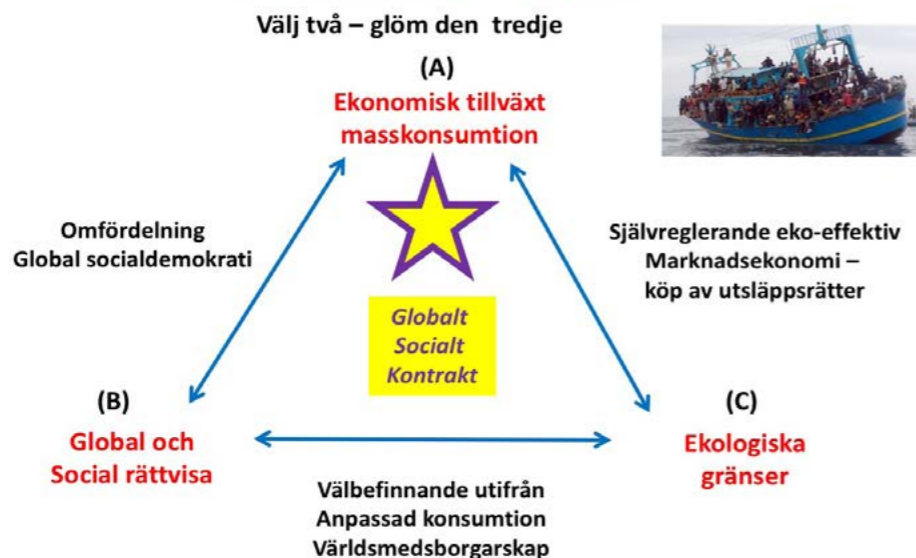 Välj två – glöm den tredje
(A)
Ekonomisk tillväxt
masskonsumtion
Omfördelning
Global socialdemokrati
Självreglerande eko-effektiv
Marknadsekonomi –
köp av utsläppsrätter
Globalt
Socialt
Kontrakt
(B)
Global och
Social rättvisa
(C)
Ekologiska
gränser
Välbefinnande utifrån
Anpassad konsumtion
Världsmedsborgarskap